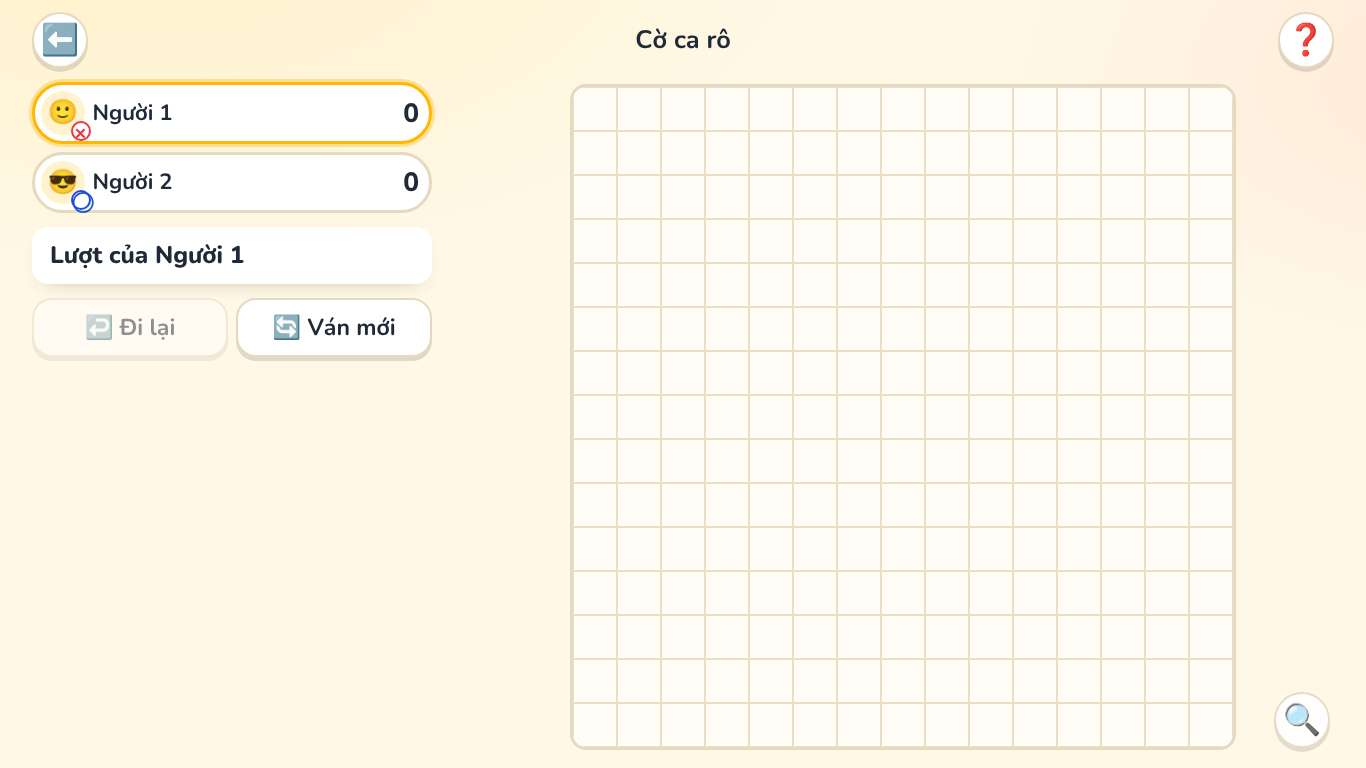 Cờ ca rô
Người 1
0
Người 2
0
Lượt của Người 1
Đi lại
Ván mới